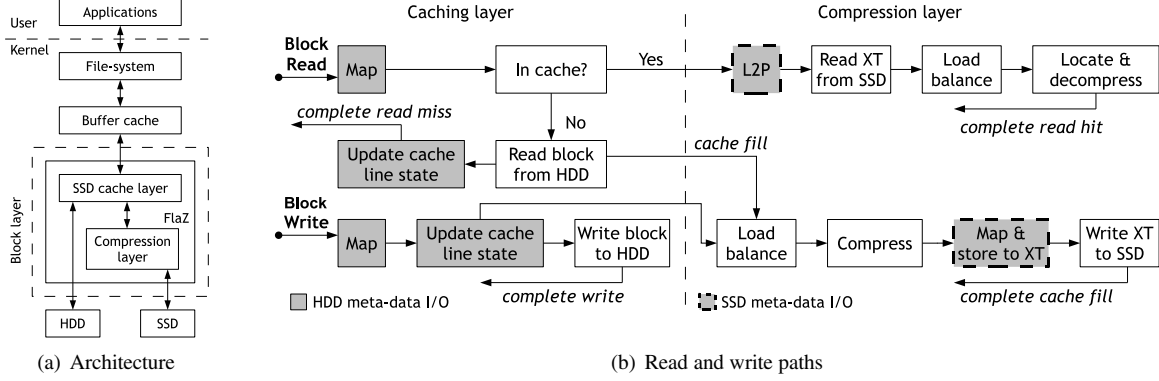 User
Applications
Kernel
File-system
Buffer cache
Block layer
SSD cache layer
FlaZ
Compression
layer
HDD
SSD
(a) Architecture
Caching layer
Compression layer
Block
Read
Map
In cache?
Yes
L2P
Read XT
from SSD
Load
balance
Locate &
decompress
complete read hit
No
complete read miss
Update cache
line state
Read block
from HDD
cache fill
Block
Write
Map
Update cache
line state
Write block
to HDD
complete write
Load
balance
Compress
Map &
store to XT
Write XT
to SSD
complete cache fill
HDD meta-data I/O
SSD meta-data I/O
(b) Read and write paths